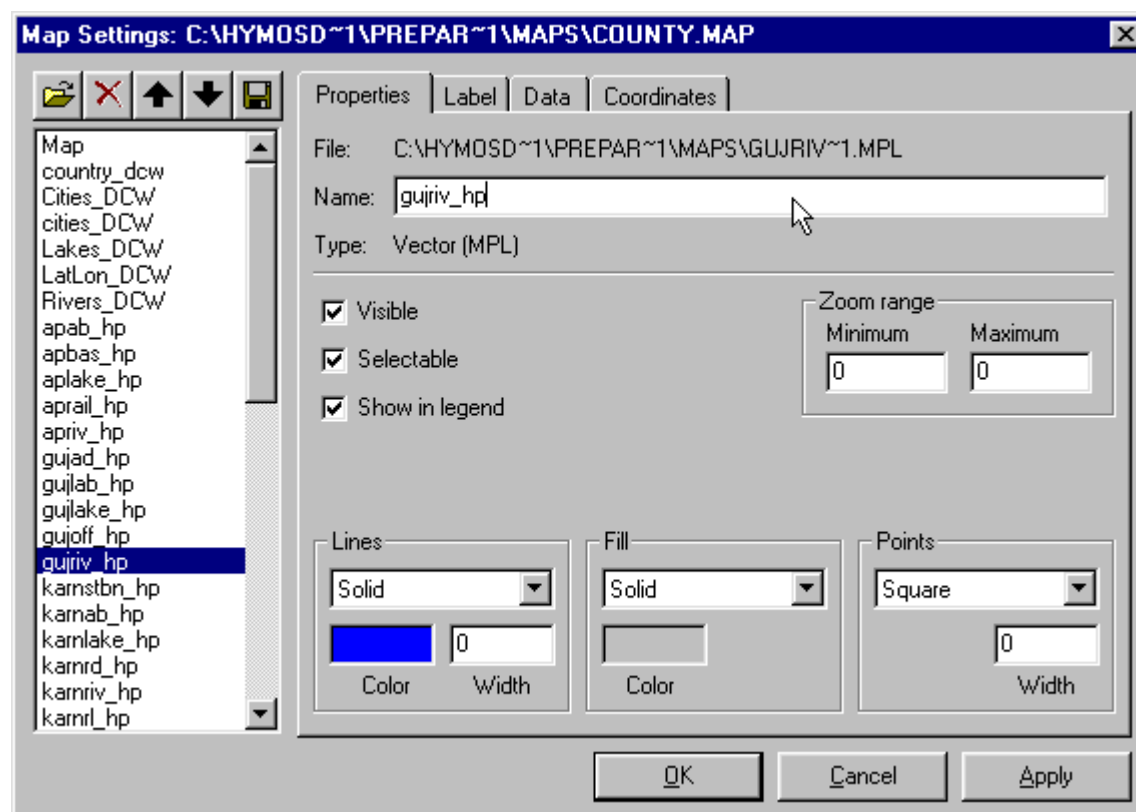 Map Settings: C:\HYMOSD~1\PREPAR~1\MAPS\COUNTY.MAP
Properties Label Data Coordinates
Map
country_dcw
Cities_DCW
cities_DCW
Lakes_DCW
LatLon_DCW
Rivers_DCW
apab_hp
apbas_hp
aplake_hp
aprail_hp
apriv_hp
gujad_hp
gujlab_hp
gujlake_hp
gujoff_hp
gujriv_hp
karnstbn_hp
karnab_hp
karnlake_hp
karnrd_hp
karnriv_hp
karnrl_hp
File: C:\HYMOSD~1\PREPAR~1\MAPS\GUJRIV~1.MPL
Name: gujriv_hp
Type: Vector (MPL)
Visible
Selectable
Show in legend
Zoom range
Minimum Maximum
0 0
Lines
Solid
0
Color Width
Fill
Solid
Color
Points
Square
0
Width
OK Cancel Apply